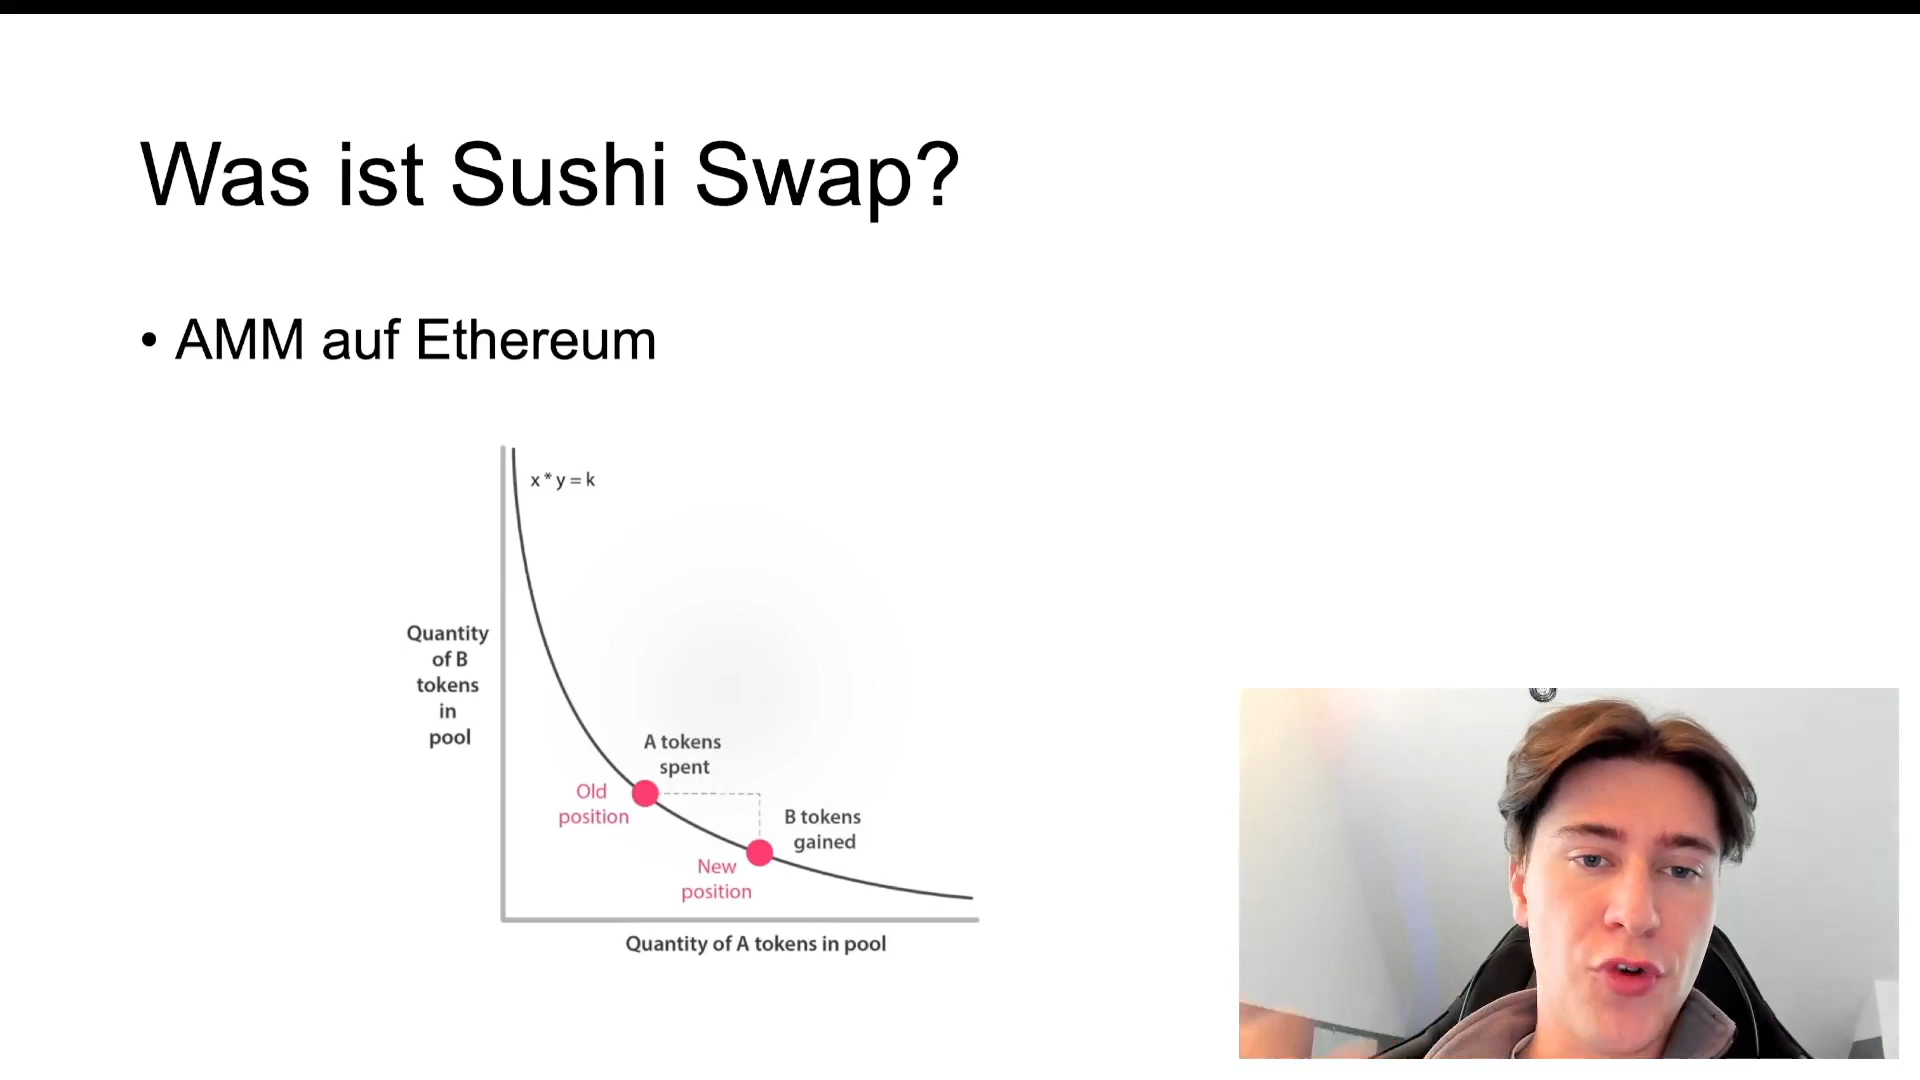 Was ist Sushi Swap?
• AMM auf Ethereum
x * y = k
Quantity
of B
tokens
in
pool
A tokens
spent
Old
position
B tokens
gained
New
position
Quantity of A tokens in pool